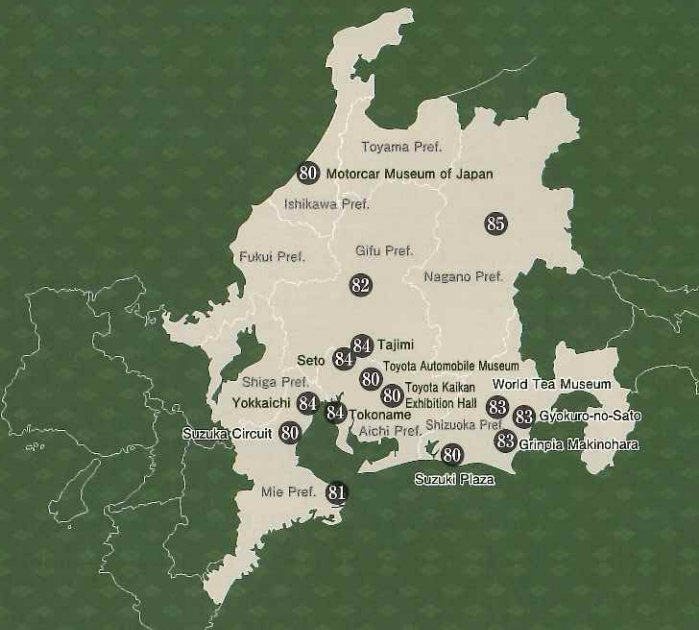 Toyama Pref.
80 Motorcar Museum of Japan
Ishikawa Pref.
85
Fukui Pref.
Gifu Pref.
Nagano Pref.
82
84 Tajimi
Seto 84
80 Toyota Automobile Museum
Shiga Pref.
80 Toyota Kaikan
Exhibition Hall
World Tea Museum
83
Yokkaichi 84
84 Tokoname
83 Gyokuro-no-Sato
Shizuoka Pref.
Aichi Pref.
Suzuka Circuit 80
83 Grinpia Makinohara
80
Suzuki Plaza
Mie Pref. 81